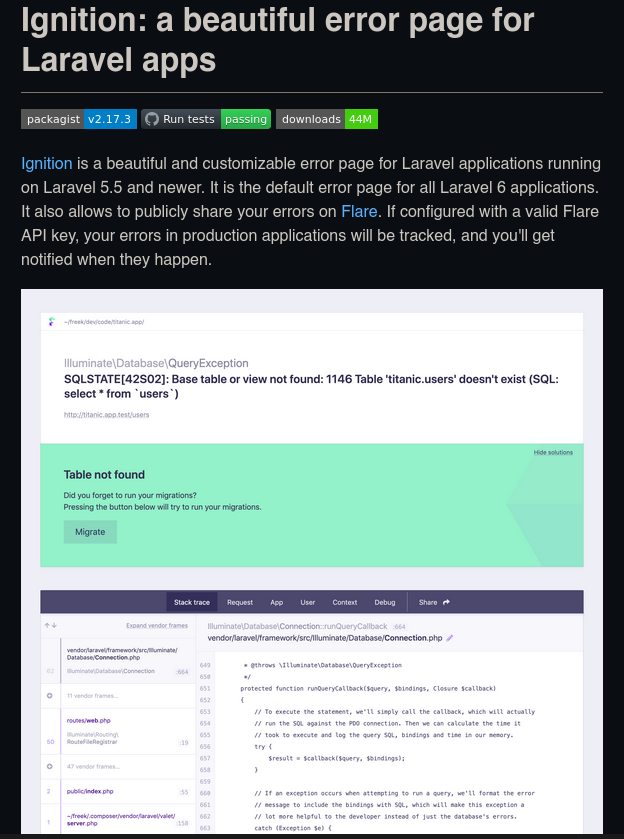 Ignition: a beautiful error page for
Laravel apps
packagist v2.17.3 Run tests passing downloads 44M
Ignition is a beautiful and customizable error page for Laravel applications running
on Laravel 5.5 and newer. It is the default error page for all Laravel 6 applications.
It also allows to publicly share your errors on Flare. If configured with a valid Flare
API key, your errors in production applications will be tracked, and you'll get
notified when they happen.
~/freek/dev/code/titanic.app/
Illuminate\Database\QueryException
SQLSTATE[42S02]: Base table or view not found: 1146 Table 'titanic.users' doesn't exist (SQL:
select * from `users`)
http://titanic.app.test/users
Hide solutions
Table not found
Did you forget to run your migrations?
Pressing the button below will try to run your migrations.
Migrate
Stack trace Request App User Context Debug Share
Expand vendor frames
vendor/laravel/framework/src/Illuminate/
Database/Connection.php
62 Illuminate\Database\Connection :664
11 vendor frames…
routes/web.php
Illuminate\Routing\
50 RouteFileRegistrar :19
47 vendor frames…
2 public/index.php :55
~/freek/.composer/vendor/laravel/valet/
1 server.php :158
Illuminate\Database\Connection::runQueryCallback :664
vendor/laravel/framework/src/Illuminate/Database/Connection.php
649 * @throws \Illuminate\Database\QueryException
650 */
651 protected function runQueryCallback($query, $bindings, Closure $callback)
652 {
653 // To execute the statement, we'll simply call the callback, which will actually
654 // run the SQL against the PDO connection. Then we can calculate the time it
655 // took to execute and log the query SQL, bindings and time in our memory.
656 try {
657 $result = $callback($query, $bindings);
658 }
659
660 // If an exception occurs when attempting to run a query, we'll format the error
661 // message to include the bindings with SQL, which will make this exception a
662 // lot more helpful to the developer instead of just the database's errors.
663 catch (Exception $e) {